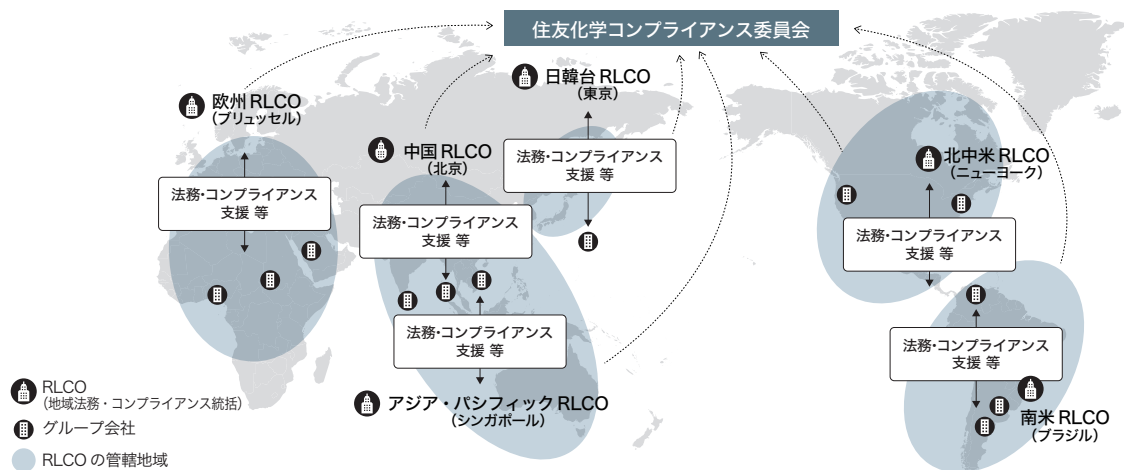 住友化学コンプライアンス委員会
日韓台 RLCO
（東京）
欧州 RLCO
（ブリュッセル）
中国 RLCO
（北京）
北中米 RLCO
（ニューヨーク）
法務・コンプライアンス
支援 等
法務・コンプライアンス
支援 等
法務・コンプライアンス
支援 等
法務・コンプライアンス
支援 等
法務・コンプライアンス
支援 等
法務・コンプライアンス
支援 等
アジア・パシフィック RLCO
（シンガポール）
南米 RLCO
（ブラジル）
RLCO
（地域法務・コンプライアンス統括）
グループ会社
RLCO の管轄地域